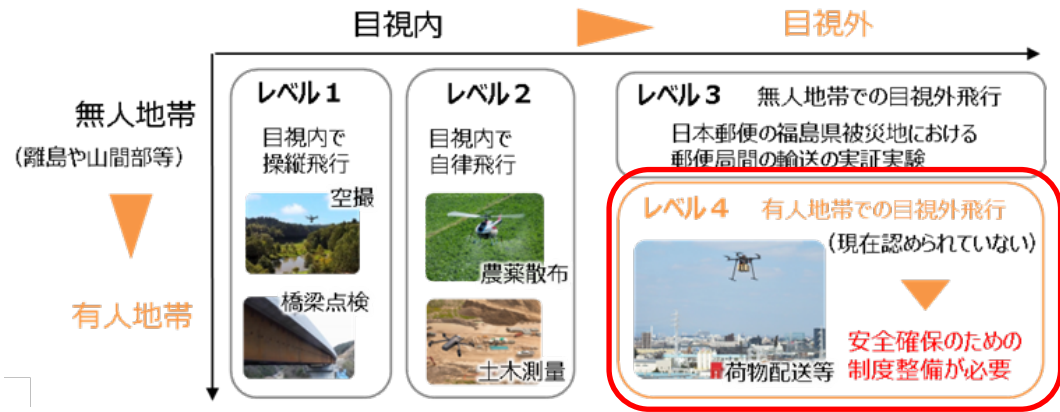 目視内
目視外
無人地帯
(離島や山間部等)
有人地帯
レベル1
目視内で
操縦飛行
空撮
橋梁点検
レベル2
目視内で
自律飛行
農薬散布
土木測量
レベル3 無人地帯での目視外飛行
日本郵便の福島県被災地における
郵便局間の輸送の実証実験
レベル4 有人地帯での目視外飛行
(現在認められていない)
安全確保のための
制度整備が必要
荷物配送等